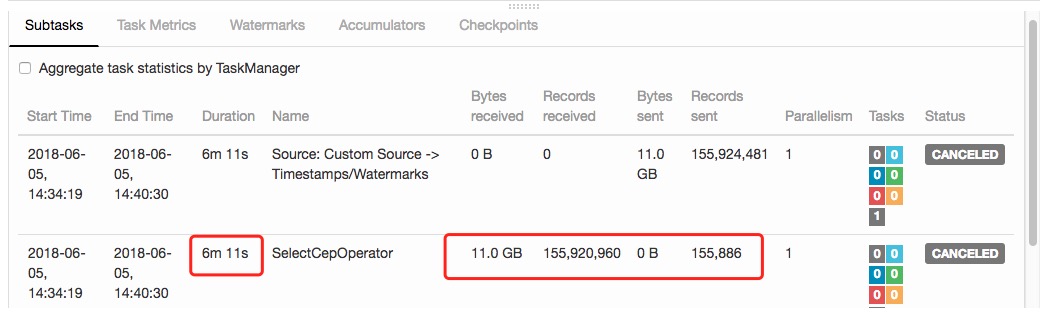 Subtasks Task Metrics Watermarks Accumulators Checkpoints
Aggregate task statistics by TaskManager
Start Time End Time Duration Name Bytes received Records received Bytes sent Records sent Parallelism Tasks Status
2018-06- 2018-06- 6m 11s Source: Custom Source -> 0 B 0 11.0 155,924,481 1 0 0 CANCELED
05, 05, Timestamps/Watermarks GB 0 0
14:34:19 14:40:30 0 0
1
2018-06- 2018-06- 6m 11s SelectCepOperator 11.0 GB 155,920,960 0 B 155,886 1 0 0 CANCELED
05, 05, 0 0
14:34:19 14:40:30 0 0